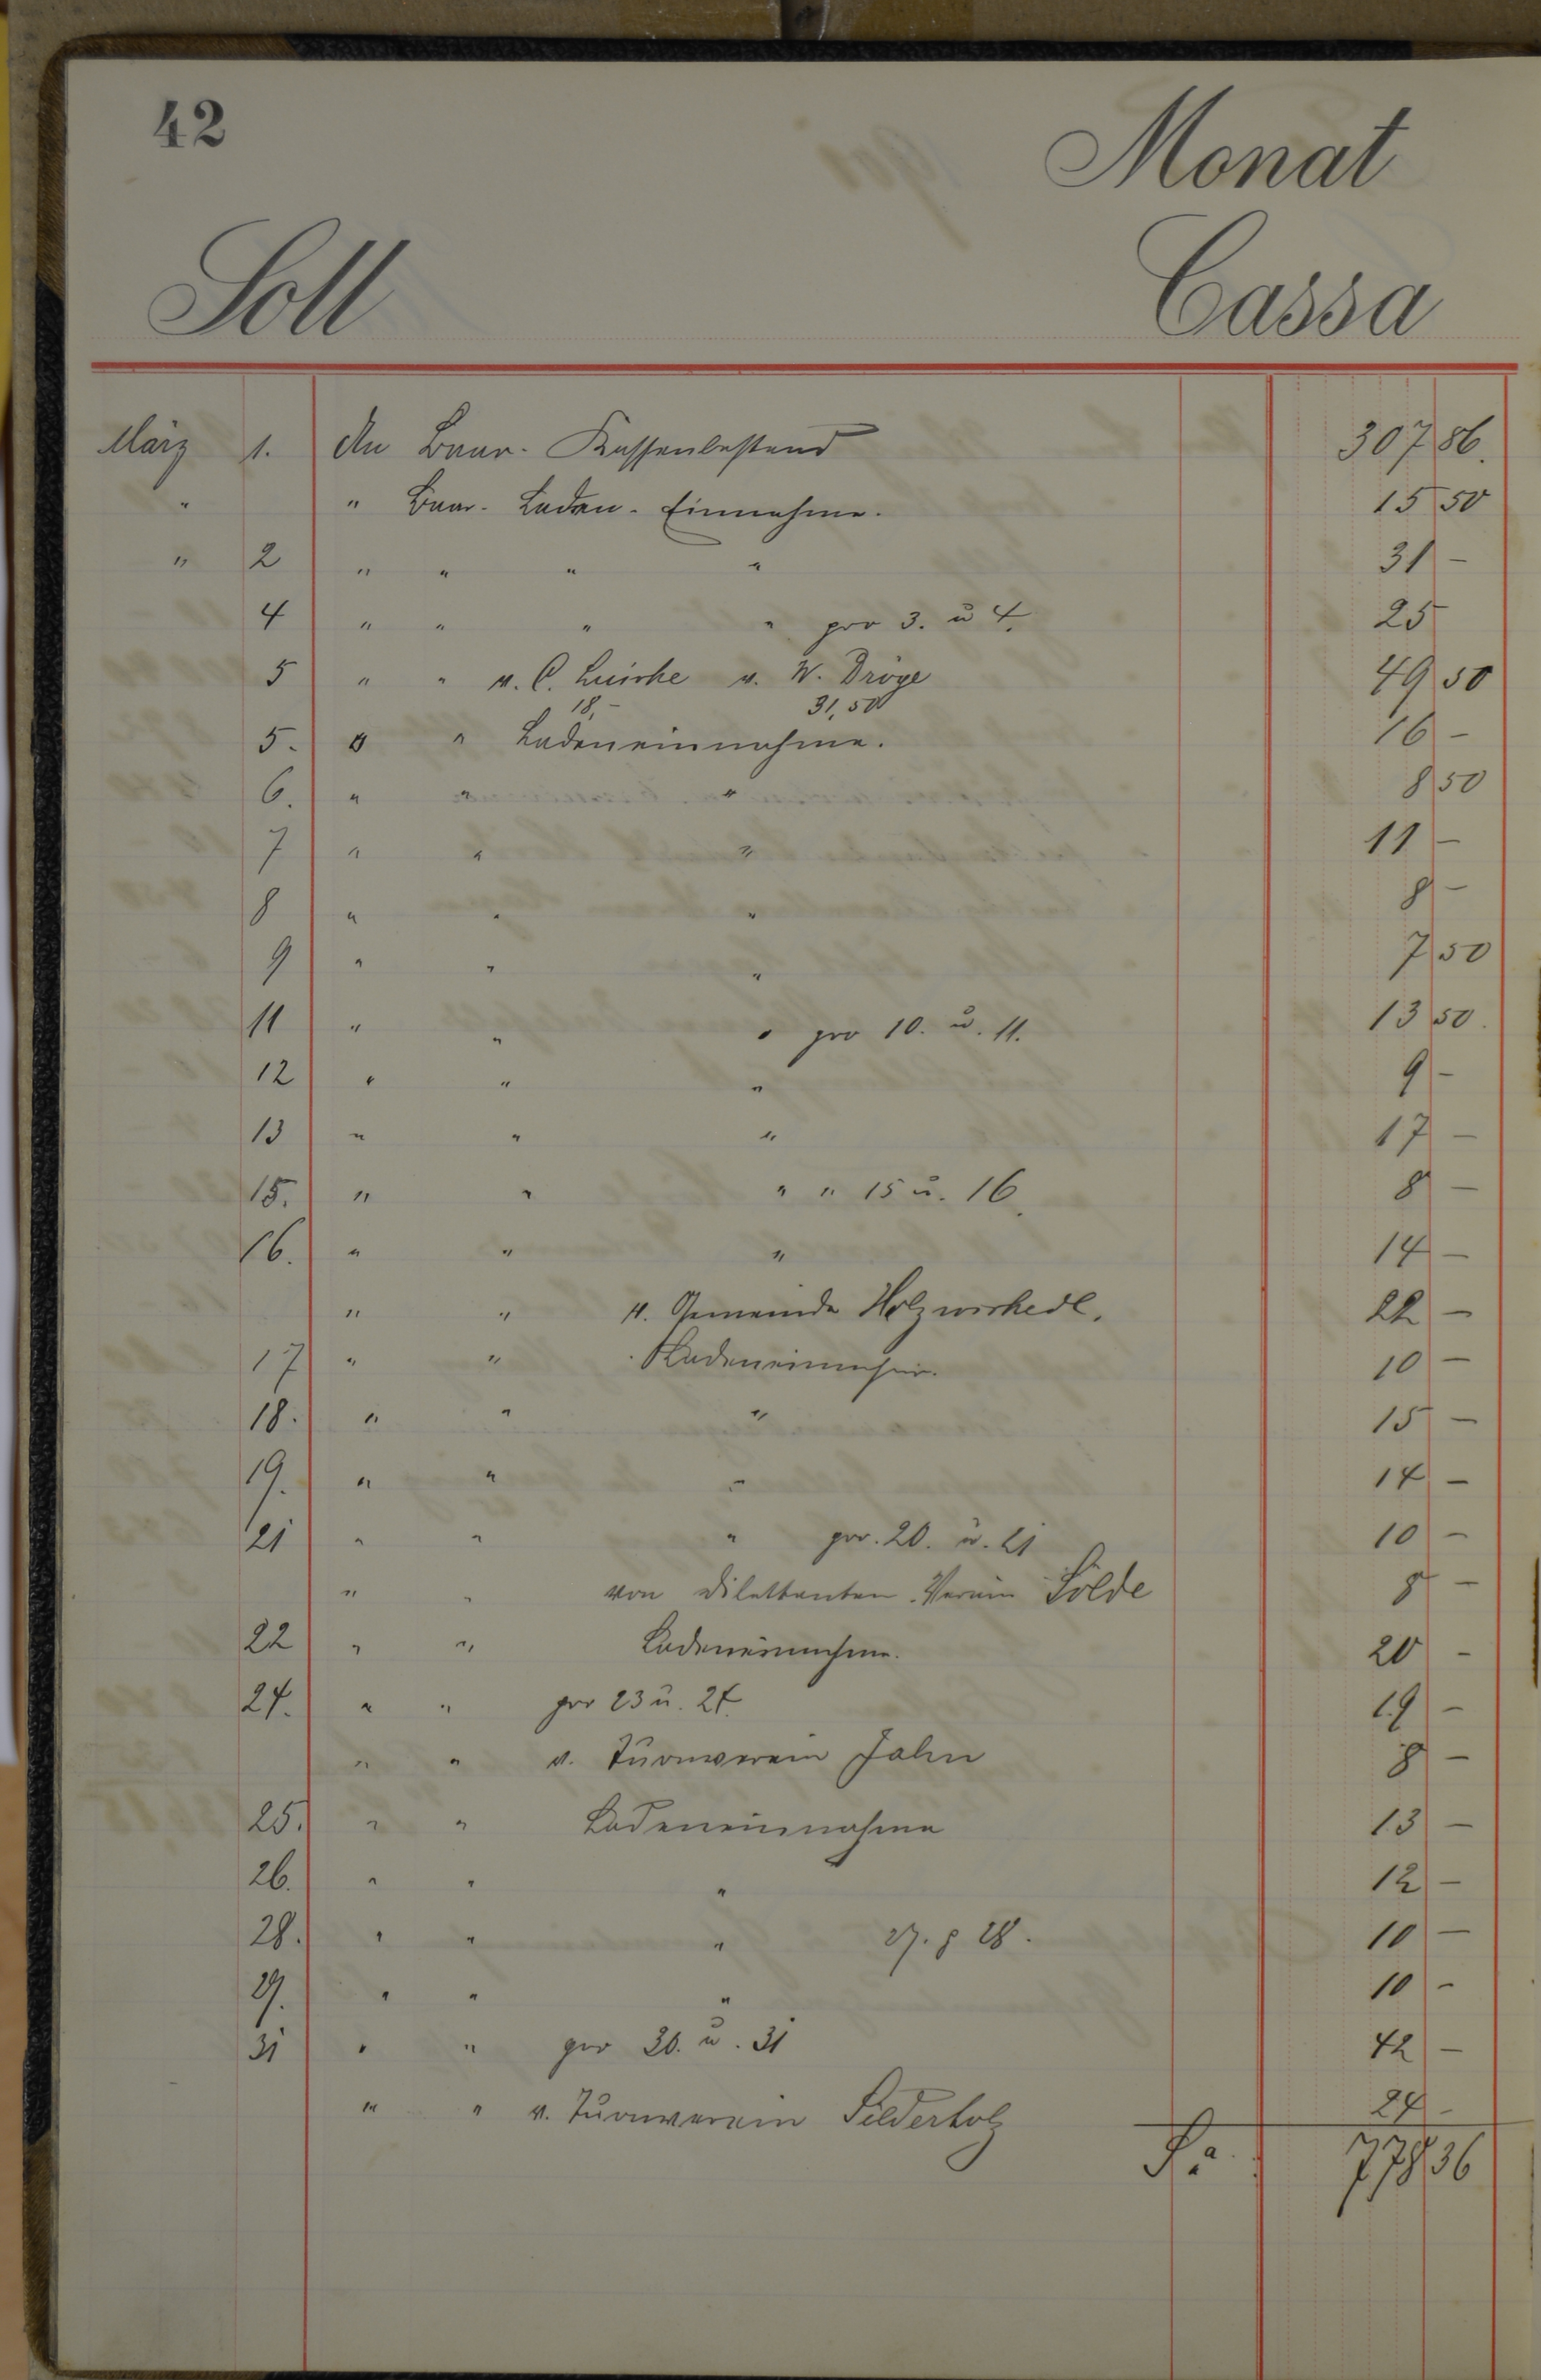 42
Monat
Soll Cassa
März 1. An Baar-Kassenbestand 307 86.
" " Baar-Laden-Einnahme. 15 50
" 2 " " " " 31 –
4 " " " " pro 3. u 4. 25
5 " " v. C. v. W. Dröge 49 50
18,– 31,50
5. " " Ladeneinnahme. 16 –
6. " " " 8 50
7 " " " 11 –
8 " " " 8 –
9 " " " 7 50
11 " " " pro 10. u. 11. 13 50.
12 " " " 9 –
13 " " " 17 –
15. " " " " 15 u. 16. 8 –
16. " " " 14 –
" " v. Gemeinde 22 –
17 " " Ladeneinnahm. 10 –
18. " " " 15 –
19. " " " 14 –
21 " " " pro. 20. u. 21 10 –
" " von Dilettanten-Verein Sölde 8 –
22 " " Ladeneinnahme. 20 –
24. " " pro 23 u. 24. 19 –
" " v. Turnverein Jahn 8 –
25. " " Ladeneinnahme 13 –
26. " " " 12 –
28. " " " 27. & 28. 10 –
29. " " " 10 –
31 " " pro 30. u. 31 42 –
" " v. Turnverein Sölderholz 24 –
Sa. 778 36